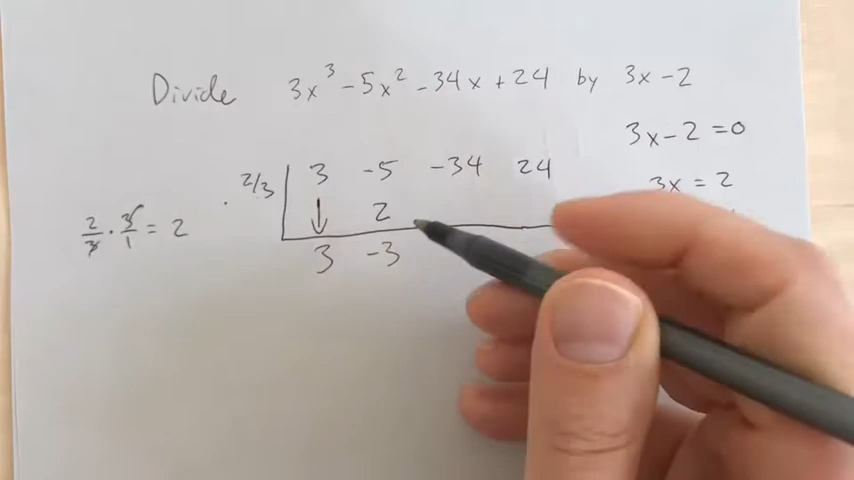 Divide 3x³ - 5x² - 34x + 24 by 3x - 2
3x - 2 = 0
2/3 3 -5 -34 24
3x = 2
2
2/3 · 3/1 = 2
3 -3